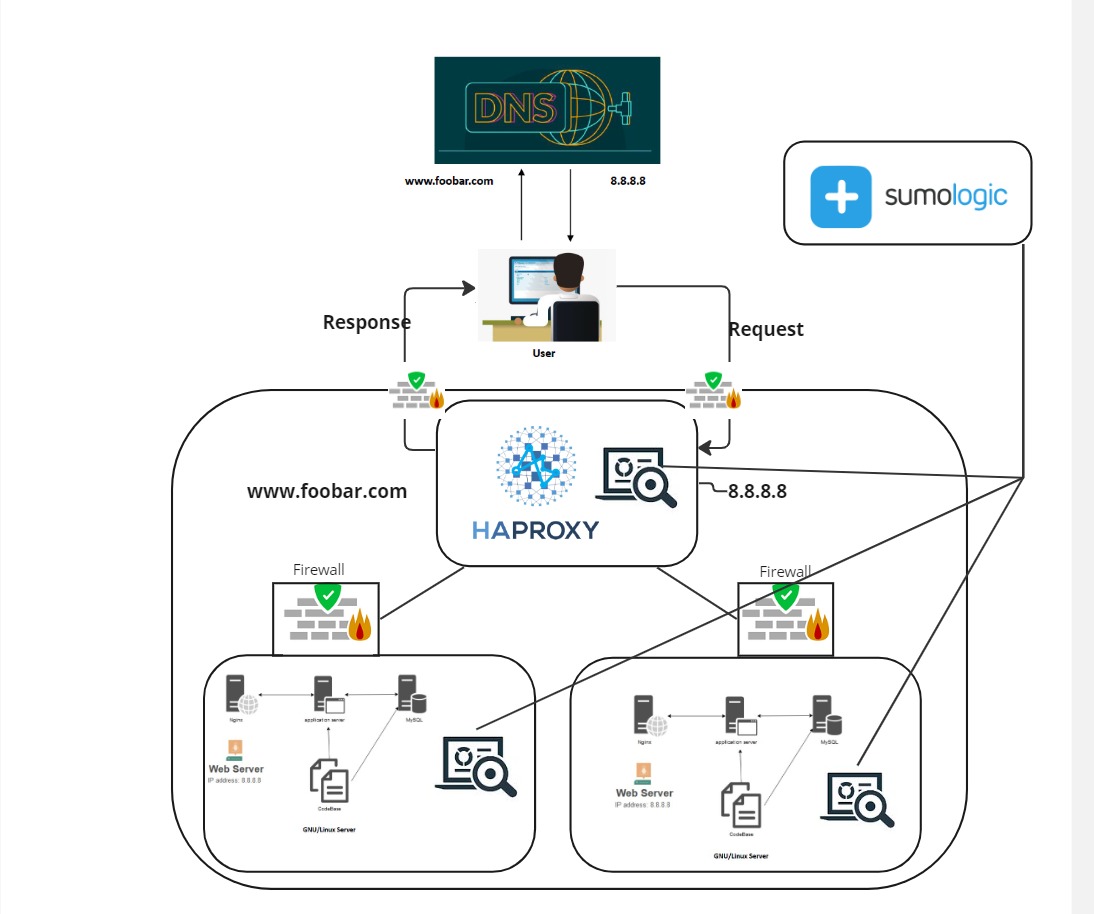 DNS
www.foobar.com
8.8.8.8
sumologic
Response
Request
User
www.foobar.com
HAPROXY
8.8.8.8
Firewall
Firewall
Nginx
application server
MySQL
Web Server
IP address: 8.8.8.8
CodeBase
GNU/Linux Server
Nginx
application server
MySQL
Web Server
IP address: 8.8.8.8
CodeBase
GNU/Linux Server